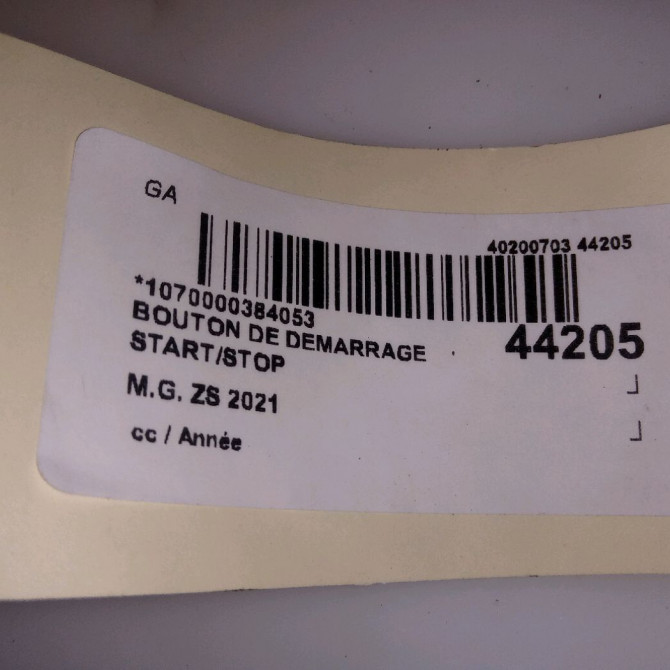 GA
40200703 44205
*1070000384053
BOUTON DE DEMARRAGE
START/STOP
44205
M.G. ZS 2021
cc / Année